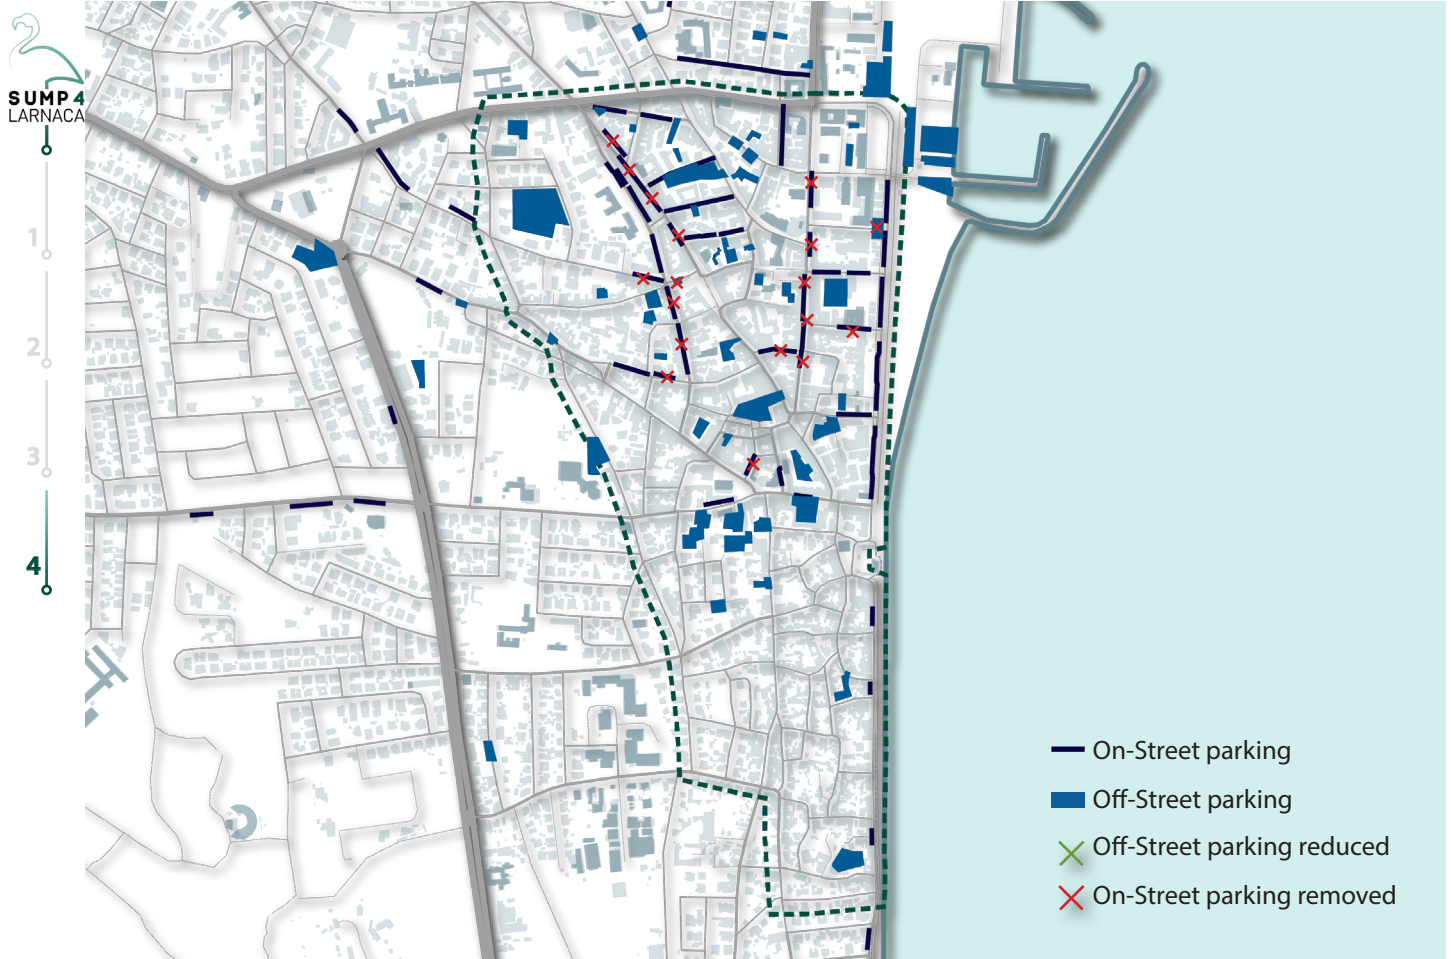 SUMP 4
LARNACA
1
2
3
4
On-Street parking
Off-Street parking
Off-Street parking reduced
On-Street parking removed